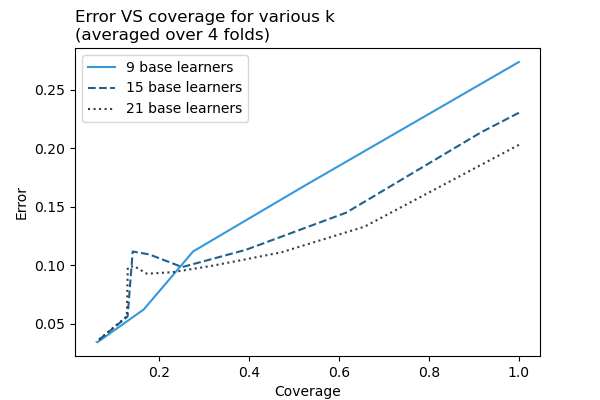 Error VS coverage for various k
(averaged over 4 folds)
9 base learners
15 base learners
21 base learners
0.25
0.20
0.15
0.10
0.05
Error
0.2 0.4 0.6 0.8 1.0
Coverage